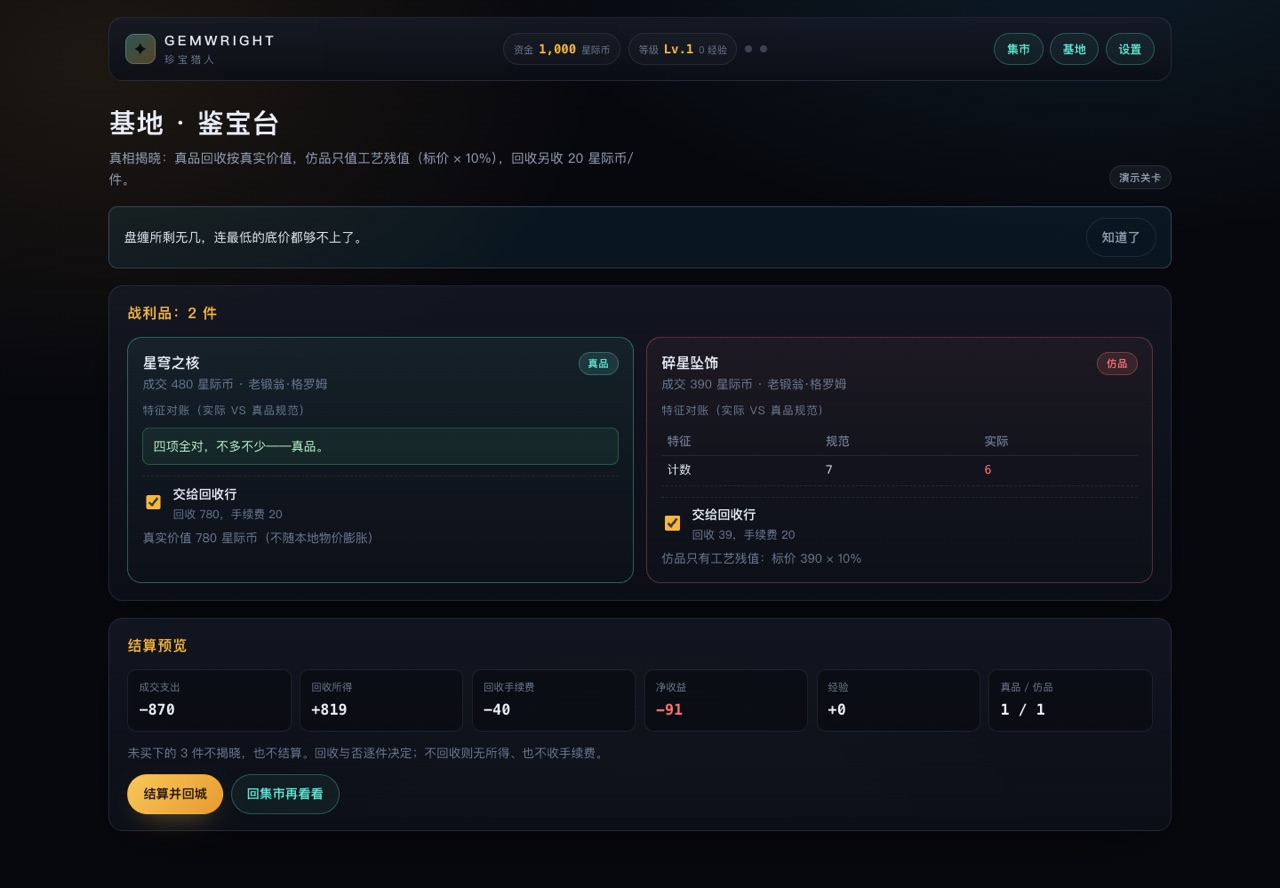 GEMWRIGHT
珍宝猎人
资金 1,000 星际币
等级 Lv.1 0 经验
集市
基地
设置
基地 · 鉴宝台
真相揭晓：真品回收按真实价值，仿品只值工艺残值（标价 × 10%），回收另收 20 星际币/
件。
演示关卡
盘缠所剩无几，连最低的底价都够不上了。
知道了
战利品：2 件
星穹之核
真品
成交 480 星际币 · 老锻翁·格罗姆
特征对账（实际 VS 真品规范）
四项全对，不多不少——真品。
交给回收行
回收 780，手续费 20
真实价值 780 星际币（不随本地物价膨胀）
碎星坠饰
仿品
成交 390 星际币 · 老锻翁·格罗姆
特征对账（实际 VS 真品规范）
特征 规范 实际
计数 7 6
交给回收行
回收 39，手续费 20
仿品只有工艺残值：标价 390 × 10%
结算预览
成交支出
−870
回收所得
+819
回收手续费
−40
净收益
−91
经验
+0
真品 / 仿品
1 / 1
未买下的 3 件不揭晓，也不结算。回收与否逐件决定；不回收则无所得、也不收手续费。
结算并回城
回集市再看看